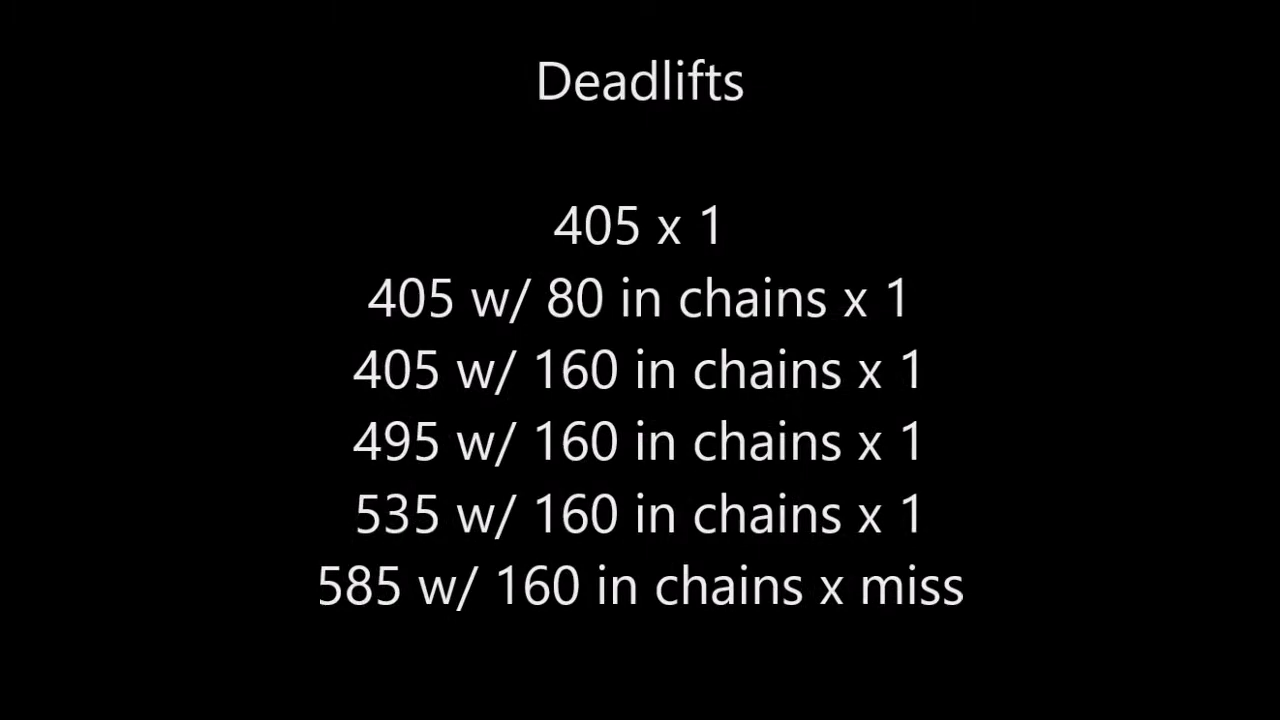 Deadlifts
405 x 1
405 w/ 80 in chains x 1
405 w/ 160 in chains x 1
495 w/ 160 in chains x 1
535 w/ 160 in chains x 1
585 w/ 160 in chains x miss